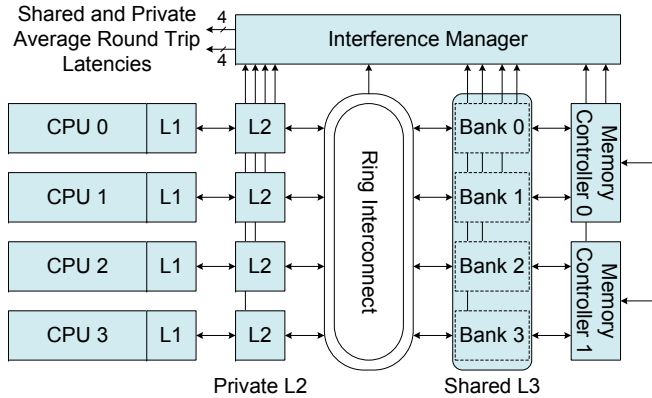 Shared and Private
Average Round Trip
Latencies
4
4
Interference Manager
CPU 0 L1 L2 Bank 0
CPU 1 L1 L2 Bank 1
CPU 2 L1 L2 Bank 2
CPU 3 L1 L2 Bank 3
Ring Interconnect
Memory
Controller 0
Memory
Controller 1
Private L2
Shared L3